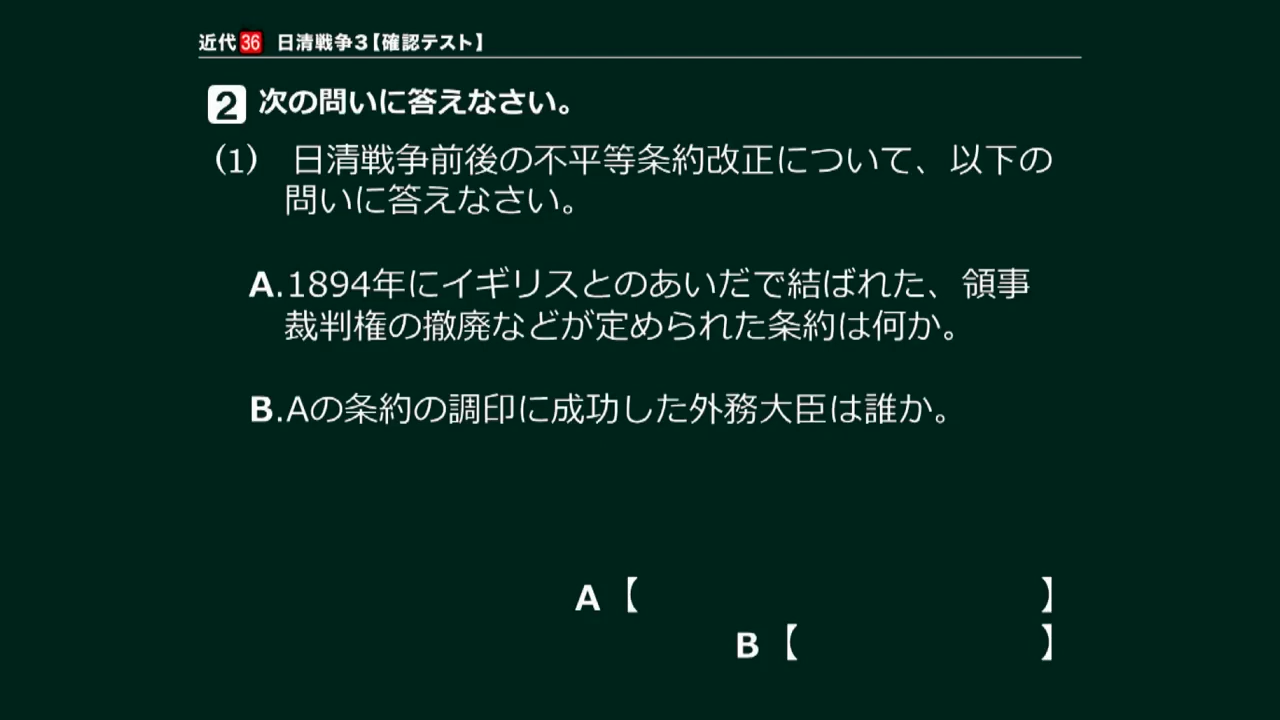 近代36 日清戦争3【確認テスト】
2 次の問いに答えなさい。
(1) 日清戦争前後の不平等条約改正について、以下の
問いに答えなさい。
A.1894年にイギリスとのあいだで結ばれた、領事
裁判権の撤廃などが定められた条約は何か。
B.Aの条約の調印に成功した外務大臣は誰か。
A【 】
B【 】